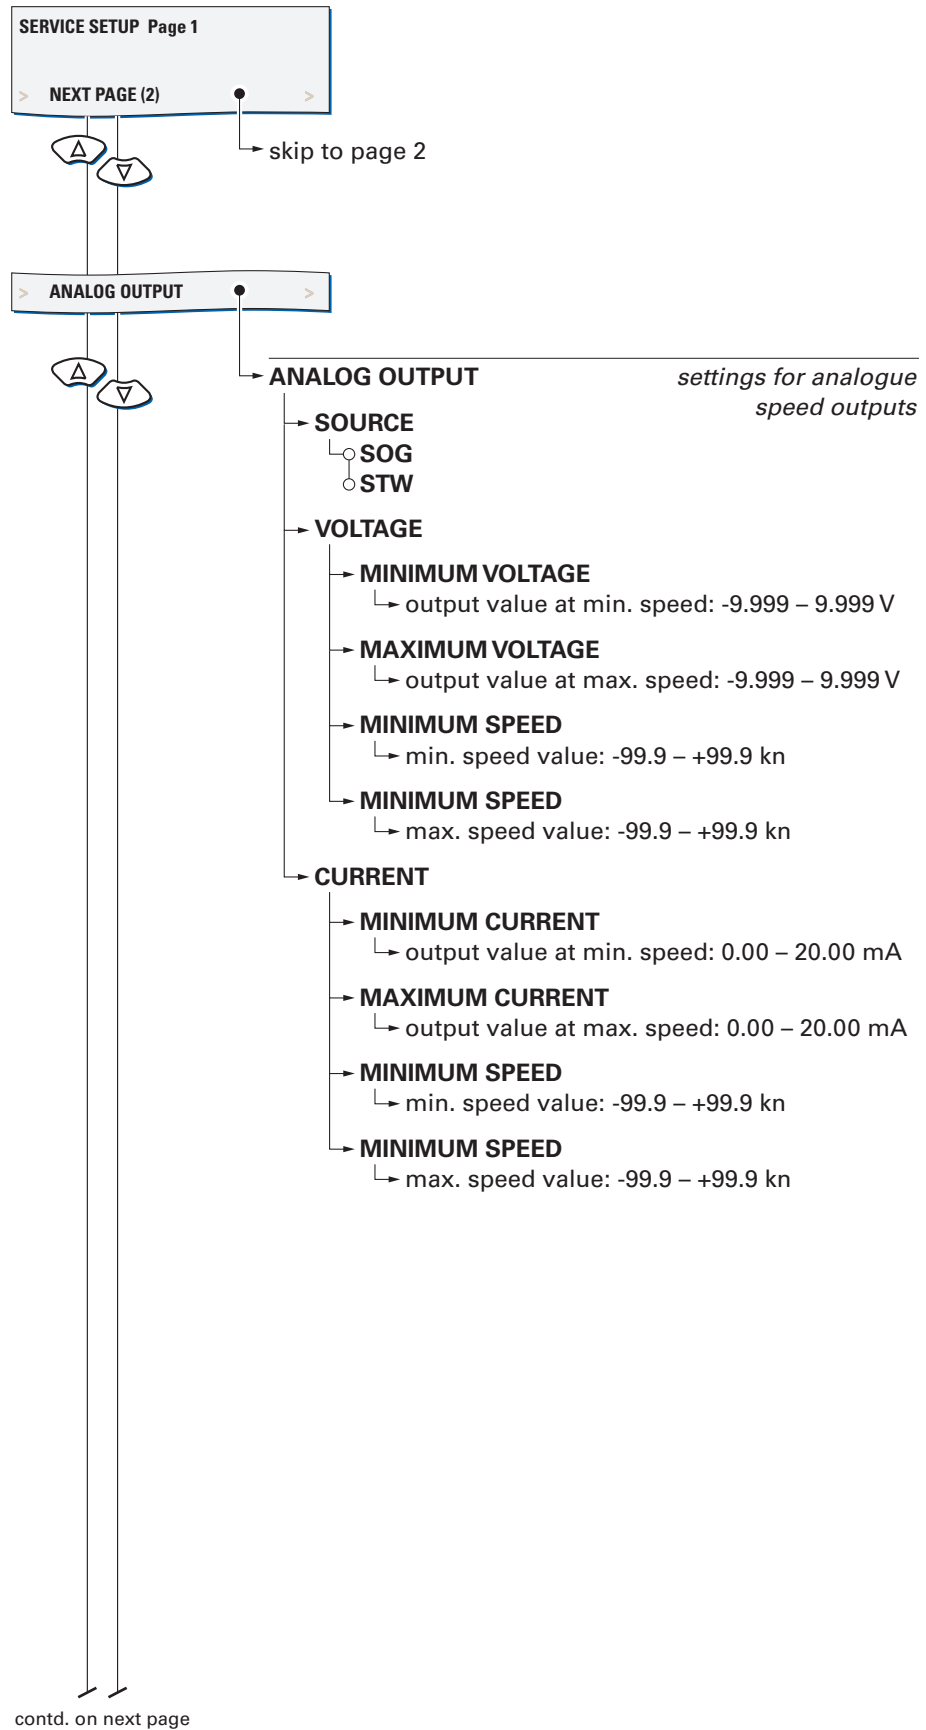 SERVICE SETUP Page 1
> NEXT PAGE (2) >
skip to page 2
> ANALOG OUTPUT >
ANALOG OUTPUT
settings for analogue
speed outputs
SOURCE
SOG
STW
VOLTAGE
MINIMUM VOLTAGE
output value at min. speed: -9.999 – 9.999 V
MAXIMUM VOLTAGE
output value at max. speed: -9.999 – 9.999 V
MINIMUM SPEED
min. speed value: -99.9 – +99.9 kn
MINIMUM SPEED
max. speed value: -99.9 – +99.9 kn
CURRENT
MINIMUM CURRENT
output value at min. speed: 0.00 – 20.00 mA
MAXIMUM CURRENT
output value at max. speed: 0.00 – 20.00 mA
MINIMUM SPEED
min. speed value: -99.9 – +99.9 kn
MINIMUM SPEED
max. speed value: -99.9 – +99.9 kn
contd. on next page